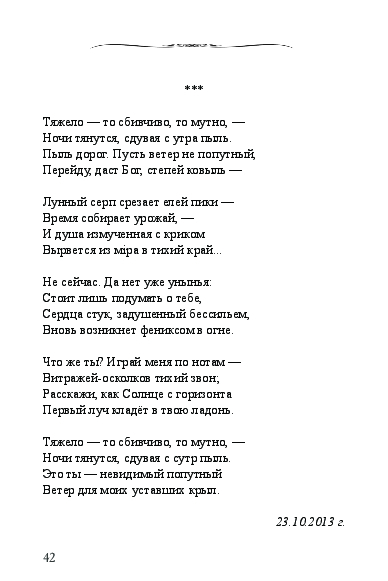 ***
Тяжело — то сбивчиво, то мутно, —
Ночи тянутся, сдувая с утра пыль.
Пыль дорог. Пусть ветер не попутный,
Перейду, даст Бог, степей ковыль —
Лунный серп срезает елей пики —
Время собирает урожай, —
И душа измученная с криком
Вырвется из мiра в тихий край...
Не сейчас. Да нет уже унынья:
Стоит лишь подумать о тебе,
Сердца стук, задушенный бессильем,
Вновь возникнет фениксом в огне.
Что же ты? Играй меня по нотам —
Витражей-осколков тихий звон;
Расскажи, как Солнце с горизонта
Первый луч кладёт в твою ладонь.
Тяжело — то сбивчиво, то мутно, —
Ночи тянутся, сдувая с сутр пыль.
Это ты — невидимый попутный
Ветер для моих уставших крыл.
23.10.2013 г.
42